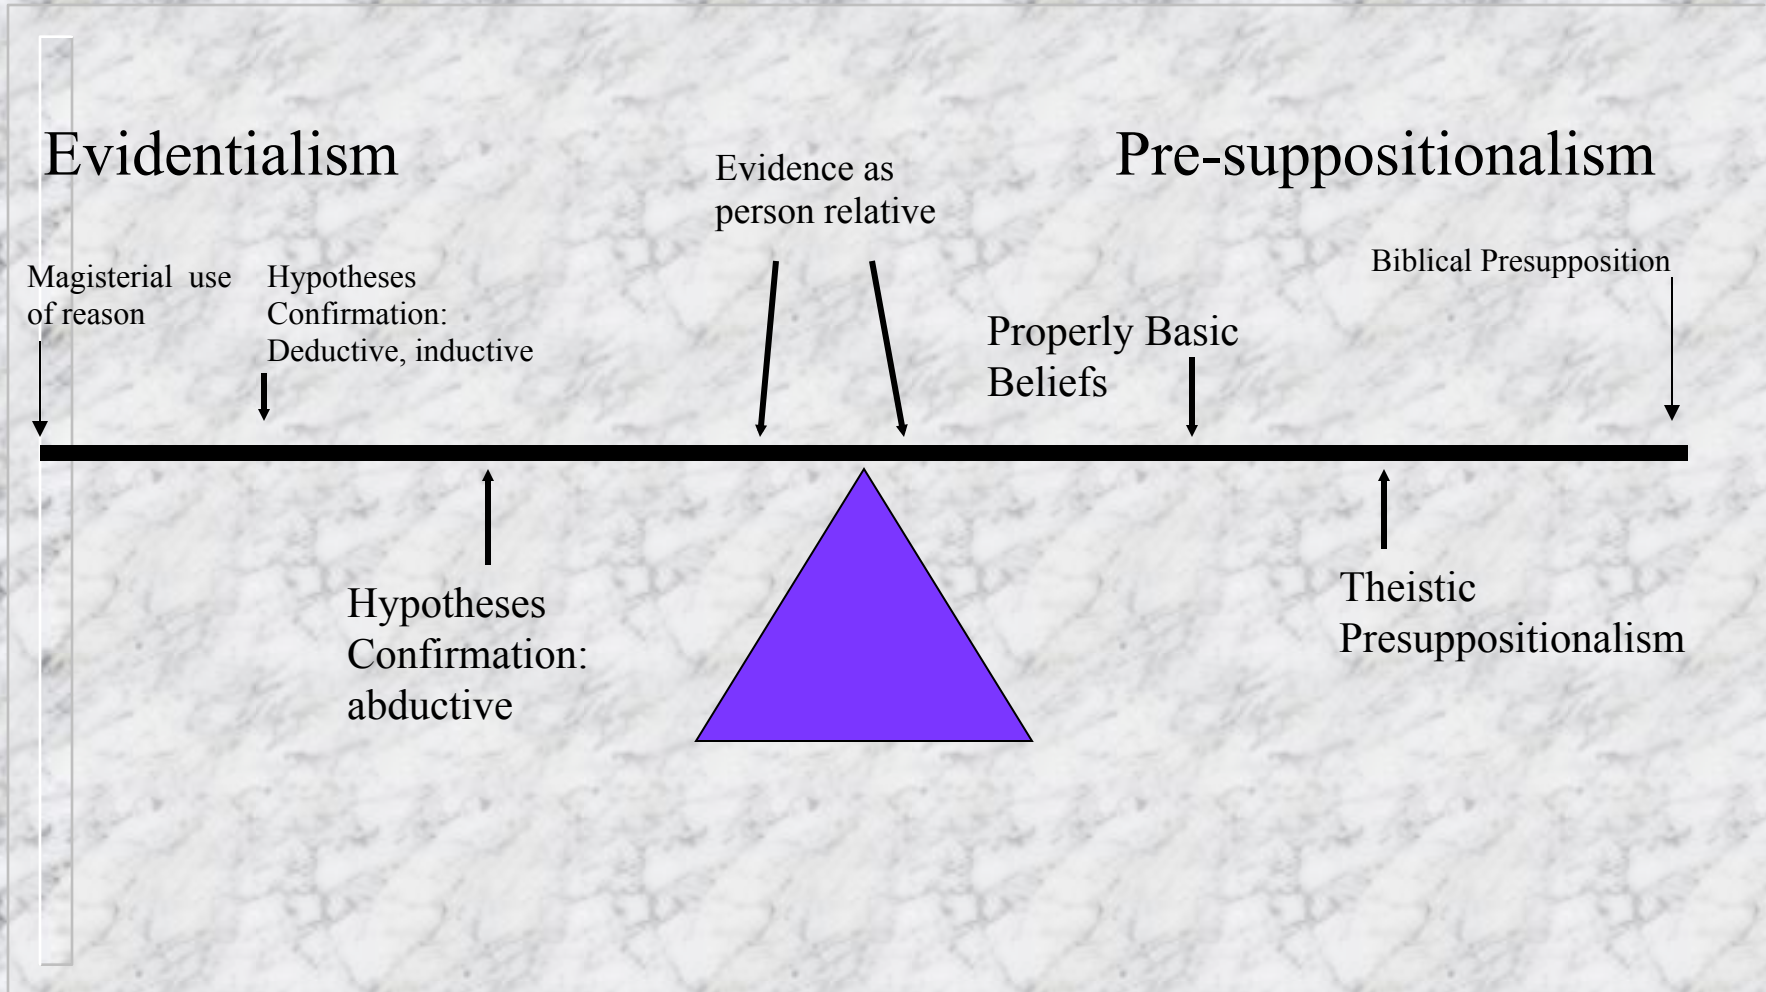 Evidentialism
Pre-suppositionalism
Evidence as
person relative
Magisterial  use
of reason
Hypotheses
Confirmation:
Deductive, inductive
Biblical Presupposition
Properly Basic
Beliefs
Hypotheses
Confirmation:
abductive
Theistic
Presuppositionalism